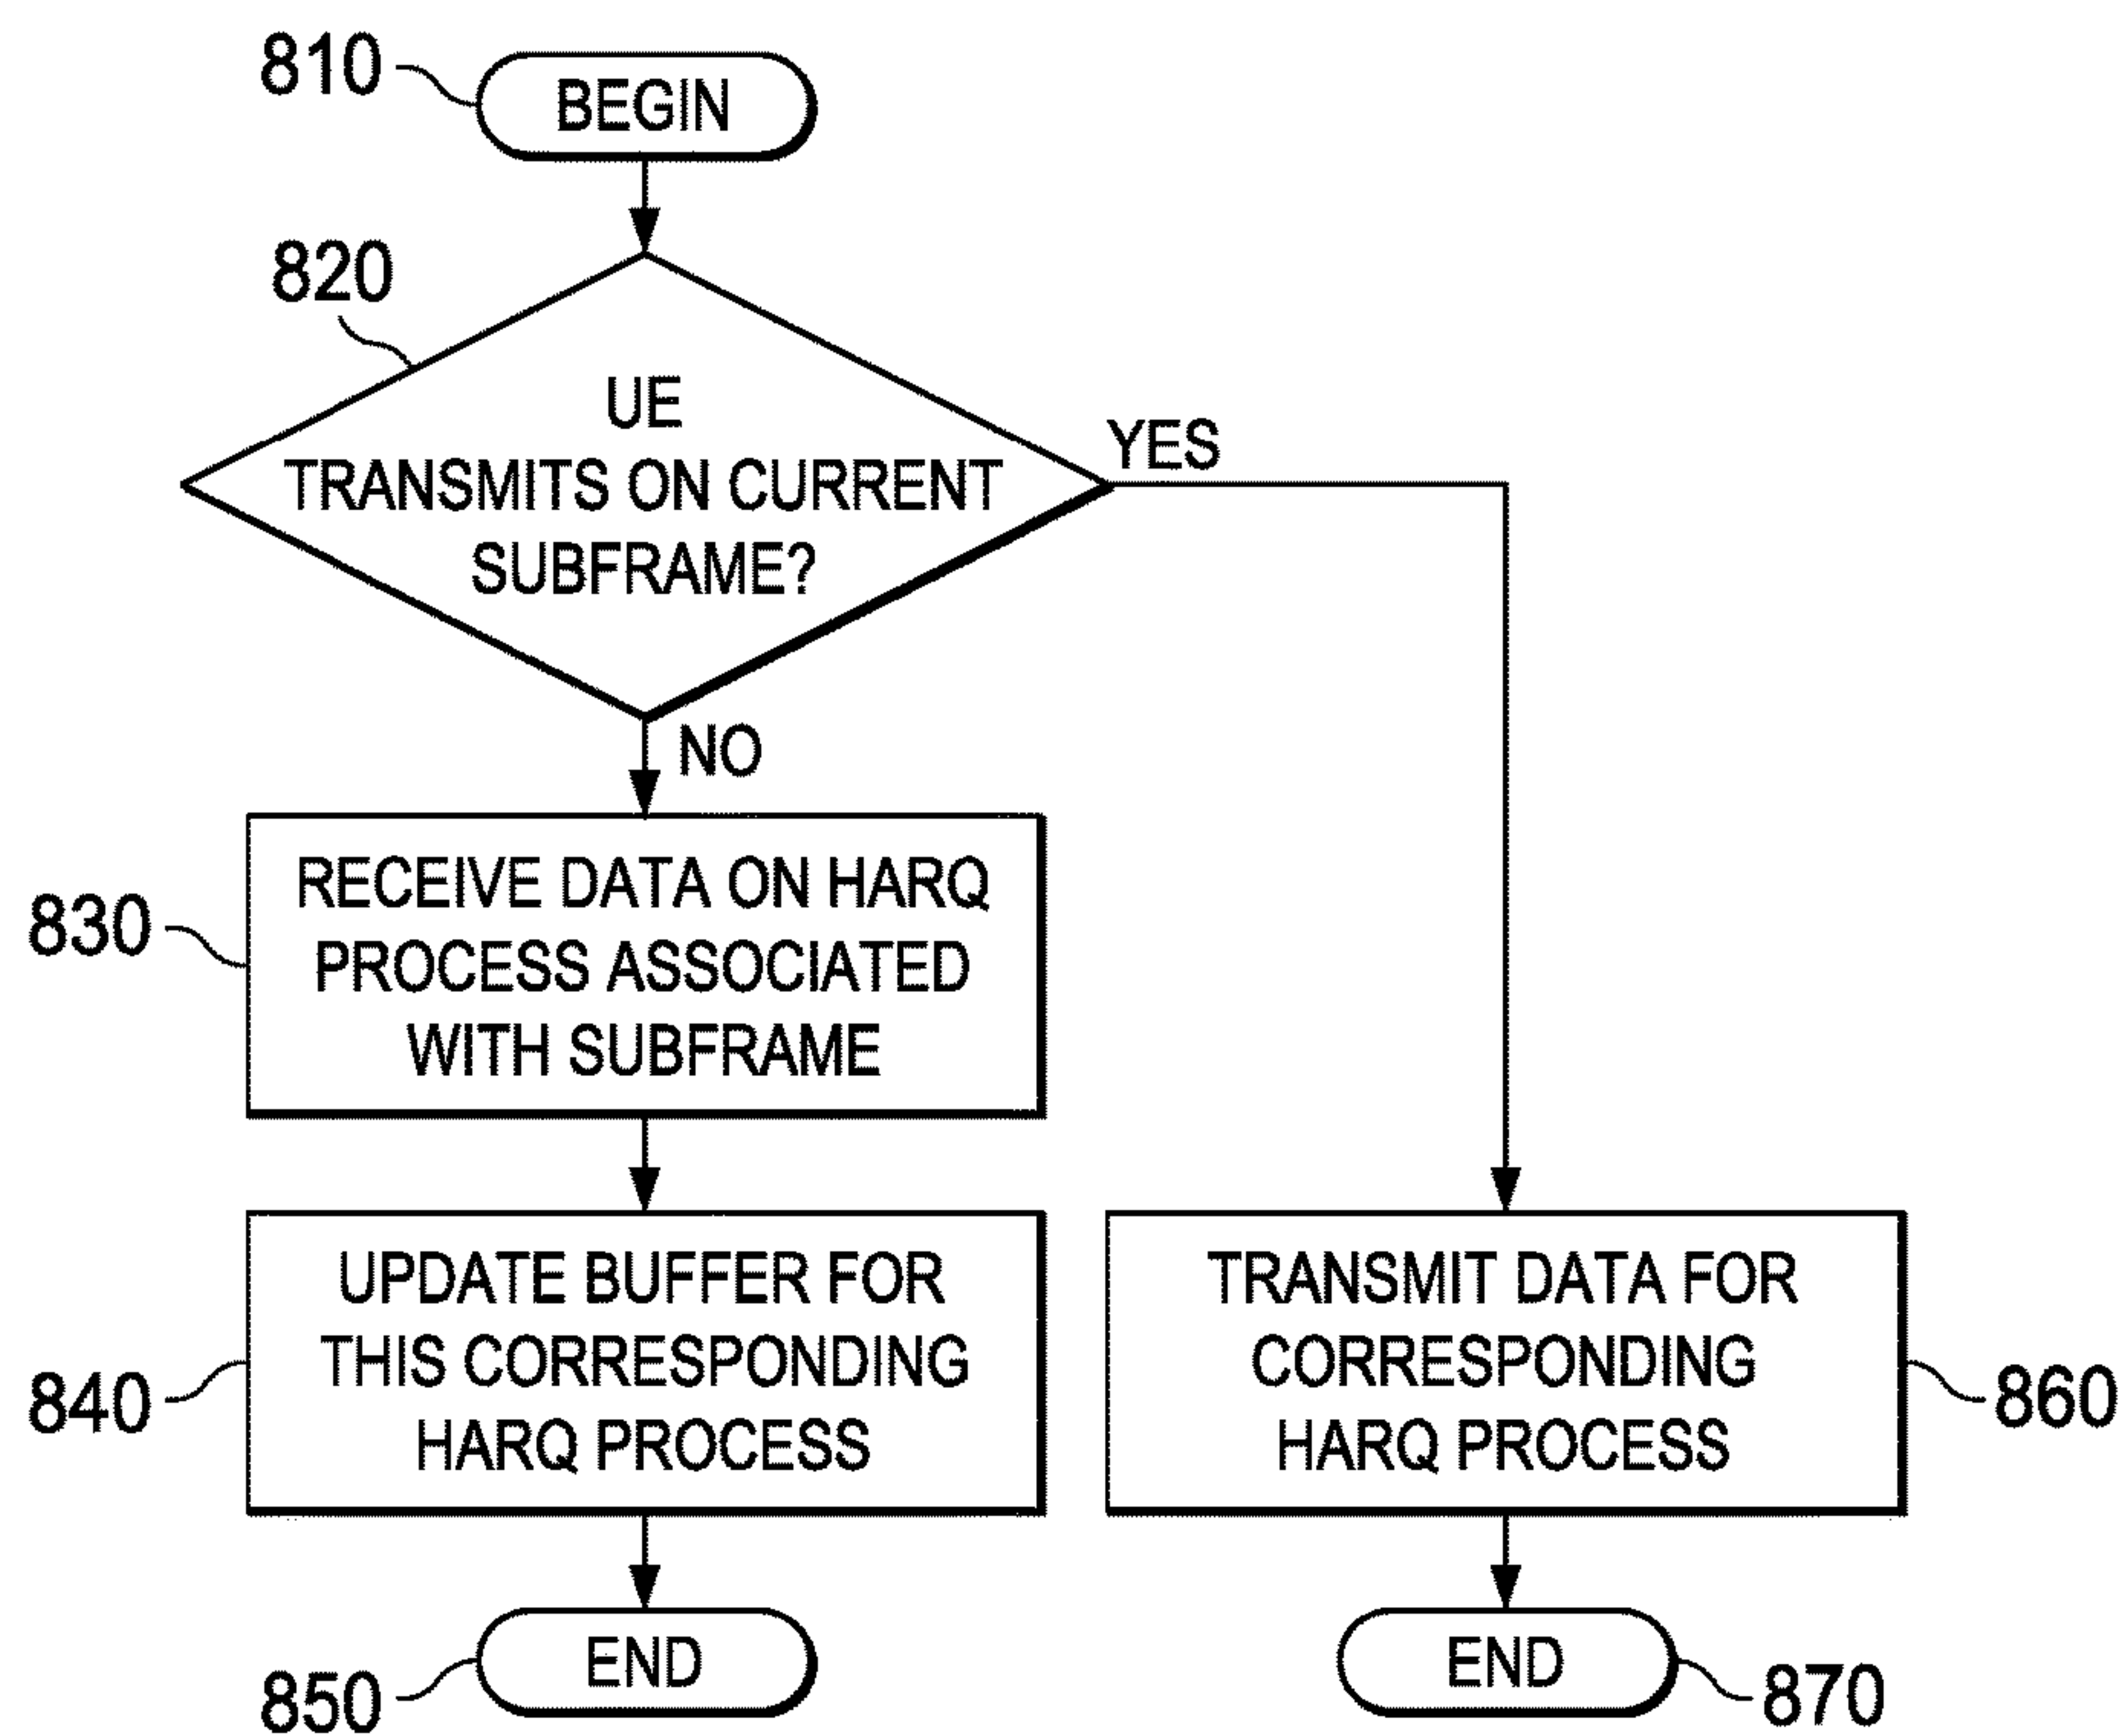 810
BEGIN
820
UE
TRANSMITS ON CURRENT
SUBFRAME?
YES
NO
830
RECEIVE DATA ON HARQ
PROCESS ASSOCIATED
WITH SUBFRAME
840
UPDATE BUFFER FOR
THIS CORRESPONDING
HARQ PROCESS
TRANSMIT DATA FOR
CORRESPONDING
HARQ PROCESS
860
850
END
END
870